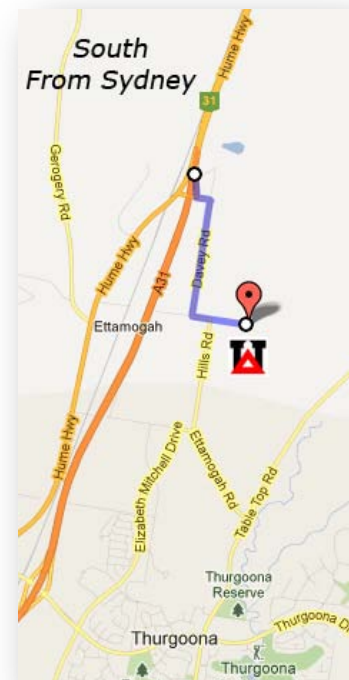 South
From Sydney
Hume Hwy
31
Gerogery Rd
Hume Hwy
A31
Davey Rd
Ettamogah
Hills Rd
Hume Hwy
Elizabeth Mitchell Drive
Ettamogah Rd
Table Top Rd
Thurgoona
Reserve
Thurgoona
Thurgoona D
Thurgoona